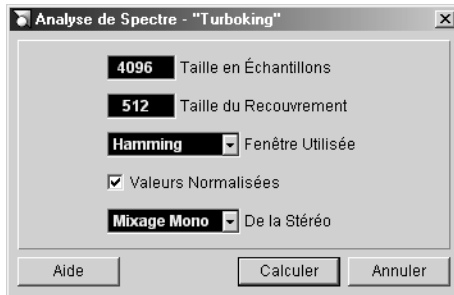 Analyse de Spectre - "Turboking"
4096 Taille en Échantillons
512 Taille du Recouvrement
Hamming Fenêtre Utilisée
Valeurs Normalisées
Mixage Mono De la Stéréo
Aide Calculer Annuler